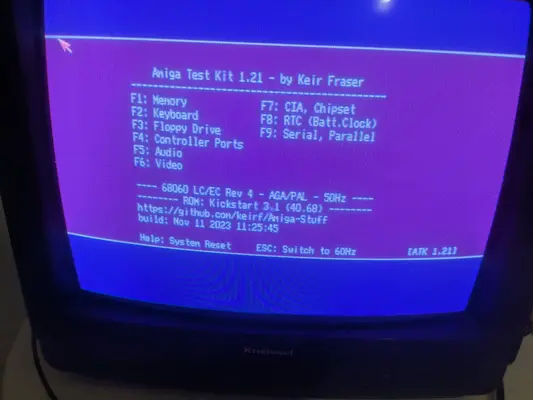 Amiga Test Kit 1.21 - by Keir Fraser
------------------------------------
F1: Memory
F2: Keyboard
F3: Floppy Drive
F4: Controller Ports
F5: Audio
F6: Video
F7: CIA, Chipset
F8: RTC (Batt.Clock)
F9: Serial, Parallel
---- 68060 LC/EC Rev 4 - AGA/PAL - 50Hz ----
-------- ROM: Kickstart 3.1 (40.68) --------
https://github.com/keirf/Amiga-Stuff
build: Nov 11 2023 11:25:45
Help: System Reset ESC: Switch to 60Hz [ATK 1.21]